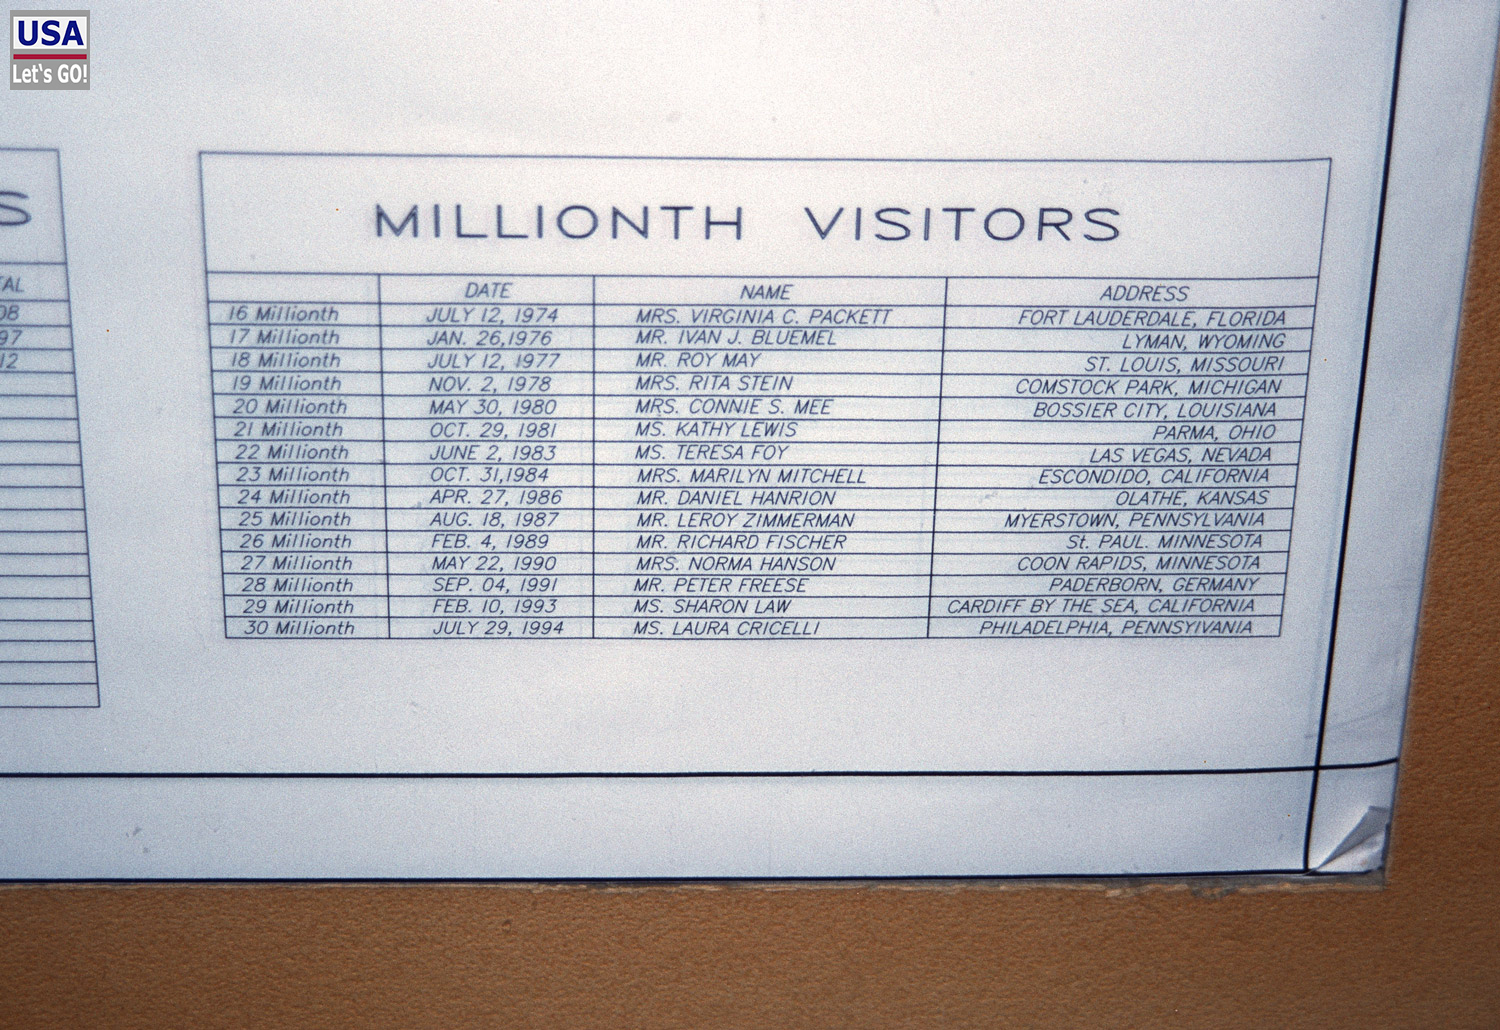 USA
Let's GO!
S
MILLIONTH VISITORS
TAL
DATE NAME ADDRESS
08
16 Millionth JULY 12, 1974 MRS. VIRGINIA C. PACKETT FORT LAUDERDALE, FLORIDA
97
17 Millionth JAN. 26,1976 MR. IVAN J. BLUEMEL LYMAN, WYOMING
12
18 Millionth JULY 12, 1977 MR. ROY MAY ST. LOUIS, MISSOURI
19 Millionth NOV. 2, 1978 MRS. RITA STEIN COMSTOCK PARK, MICHIGAN
20 Millionth MAY 30, 1980 MRS. CONNIE S. MEE BOSSIER CITY, LOUISIANA
21 Millionth OCT. 29, 1981 MS. KATHY LEWIS PARMA, OHIO
22 Millionth JUNE 2, 1983 MS. TERESA FOY LAS VEGAS, NEVADA
23 Millionth OCT. 31,1984 MRS. MARILYN MITCHELL ESCONDIDO, CALIFORNIA
24 Millionth APR. 27, 1986 MR. DANIEL HANRION OLATHE, KANSAS
25 Millionth AUG. 18, 1987 MR. LEROY ZIMMERMAN MYERSTOWN, PENNSYLVANIA
26 Millionth FEB. 4, 1989 MR. RICHARD FISCHER St. PAUL. MINNESOTA
27 Millionth MAY 22, 1990 MRS. NORMA HANSON COON RAPIDS, MINNESOTA
28 Millionth SEP. 04, 1991 MR. PETER FREESE PADERBORN, GERMANY
29 Millionth FEB. 10, 1993 MS. SHARON LAW CARDIFF BY THE SEA, CALIFORNIA
30 Millionth JULY 29, 1994 MS. LAURA CRICELLI PHILADELPHIA, PENNSYIVANIA